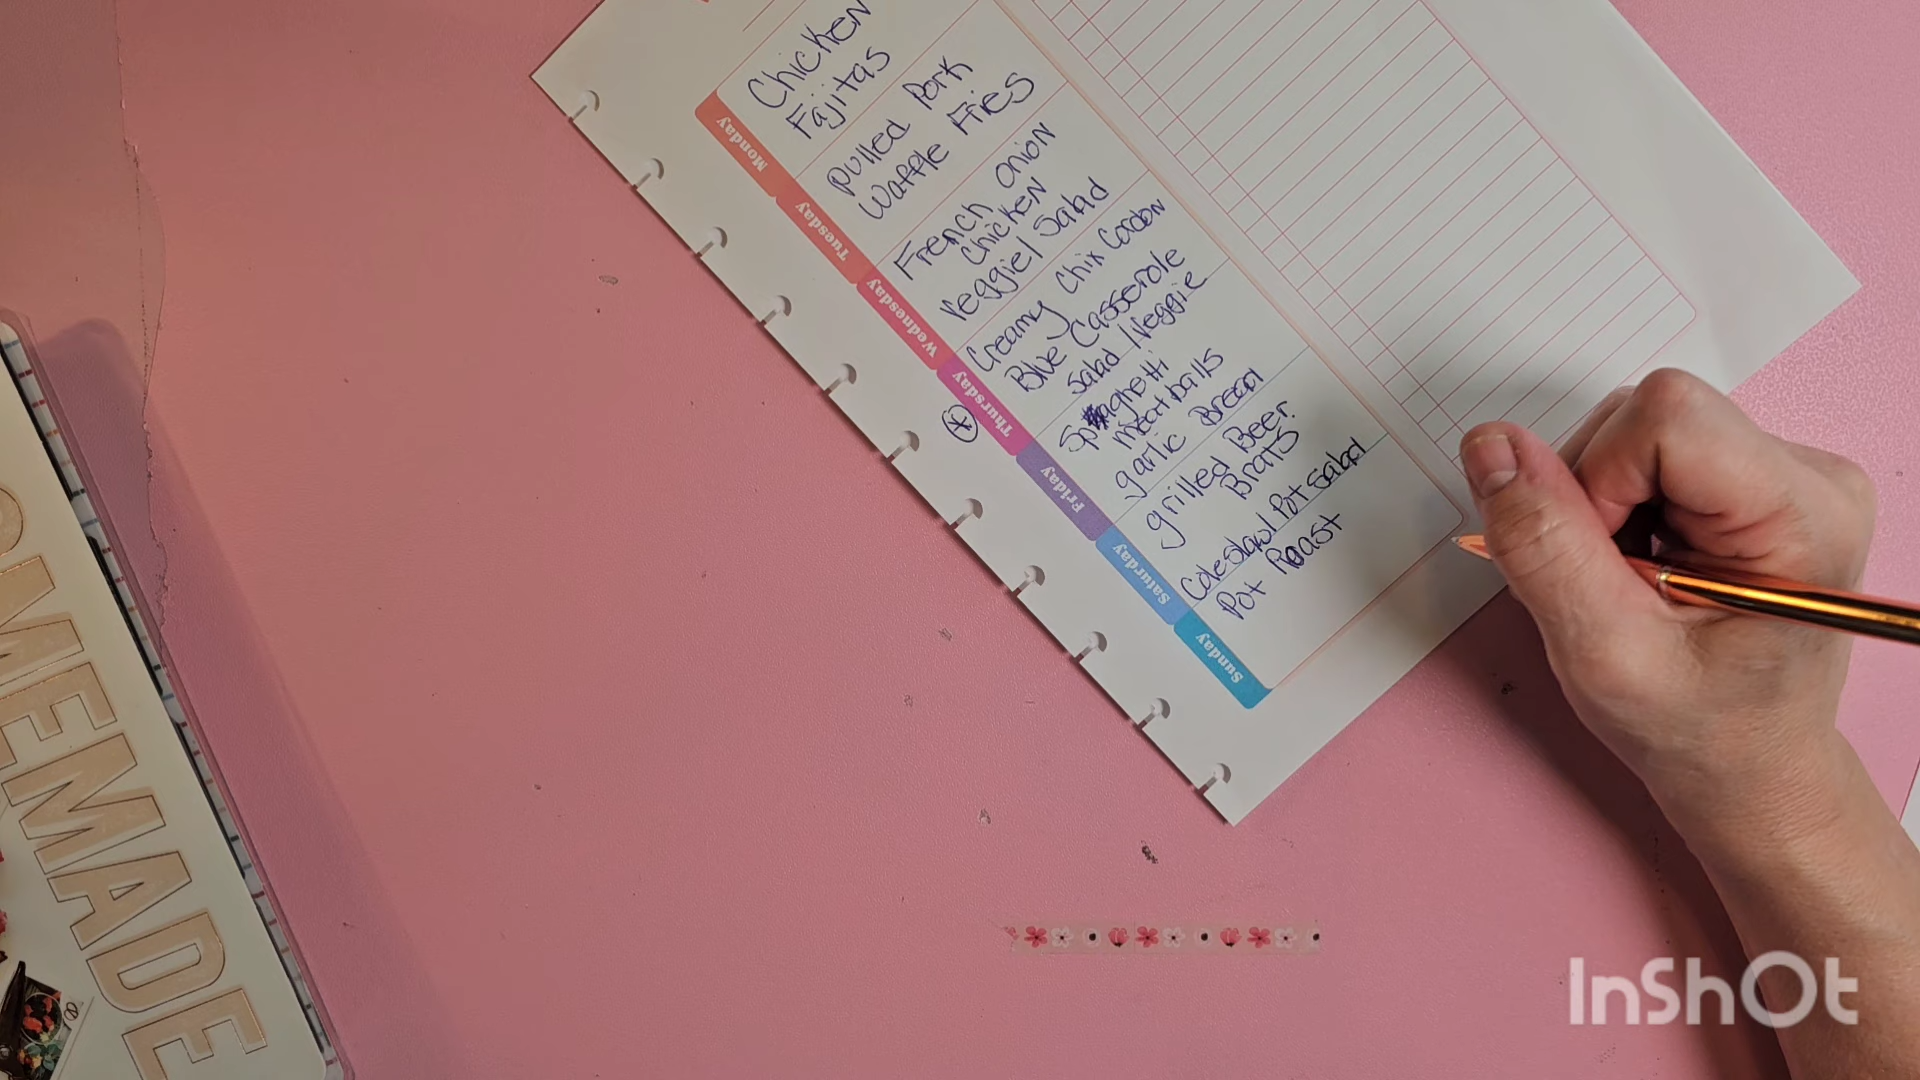 Monday
Chicken
Fajitas
Tuesday
Pulled Pork
Waffle Fries
Wednesday
French Onion
Chicken
Veggie/ Salad
Thursday
Creamy Chix Cordon
Blue Casserole
Salad/Veggie
Friday
Spaghetti
meatballs
garlic Bread
Saturday
grilled Beer
Brats
Coleslaw/ Pot Salad
Sunday
Pot Roast
OMEMADE
InShOt